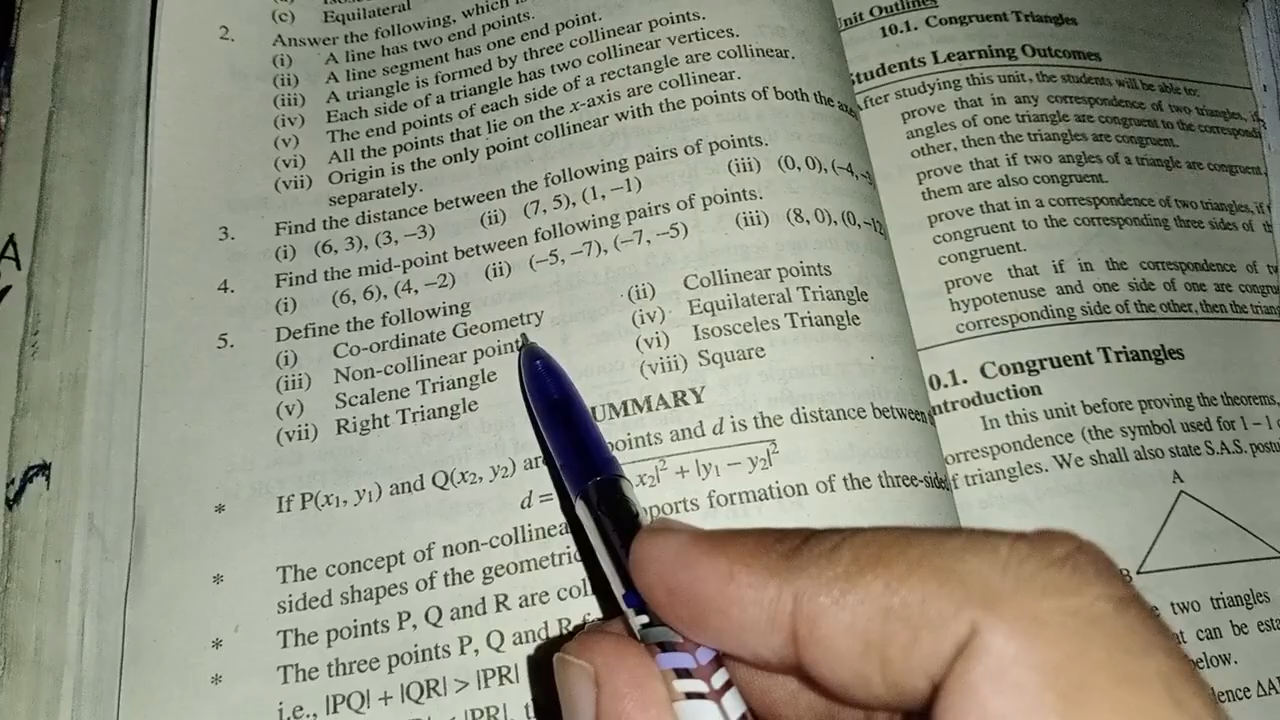 (c) Equilateral
2. Answer the following, which is
(i) A line has two end points.
(ii) A line segment has one end point.
(iii) A triangle is formed by three collinear points.
(iv) Each side of a triangle has two collinear vertices.
(v) The end points of each side of a rectangle are collinear.
(vi) All the points that lie on the x-axis are collinear.
(vii) Origin is the only point collinear with the points of both the axes
separately.
3. Find the distance between the following pairs of points.
(i) (6, 3), (3, −3) (ii) (7, 5), (1, −1) (iii) (0, 0), (−4,
4. Find the mid-point between following pairs of points.
(i) (6, 6), (4, −2) (ii) (−5, −7), (−7, −5) (iii) (8, 0), (0, −12
5. Define the following
(i) Co-ordinate Geometry (ii) Collinear points
(iii) Non-collinear point (iv) Equilateral Triangle
(v) Scalene Triangle (vi) Isosceles Triangle
(vii) Right Triangle (viii) Square
UMMARY
* If P(x₁, y₁) and Q(x₂, y₂) are points and d is the distance between
d = x₂|² + |y₁ − y₂|²
* The concept of non-collinea pports formation of the three-sided
sided shapes of the geometric
* The points P, Q and R are col
* The three points P, Q and R
i.e., |PQ| + |QR| > |PR|
|PR|
Unit Outlines
10.1. Congruent Triangles
Students Learning Outcomes
After studying this unit, the students will be able to:
prove that in any correspondence of two triangles, if
angles of one triangle are congruent to the correspondi
other, then the triangles are congruent.
prove that if two angles of a triangle are congruent,
them are also congruent.
prove that in a correspondence of two triangles, if
congruent to the corresponding three sides of th
congruent.
prove that if in the correspondence of
hypotenuse and one side of one are congru
corresponding side of the other, then the trian
0.1. Congruent Triangles
ntroduction
In this unit before proving the theorems,
orrespondence (the symbol used for 1 – 1
f triangles. We shall also state S.A.S. postu
A
B
two triangles
at can be esta
below.
dence ΔA